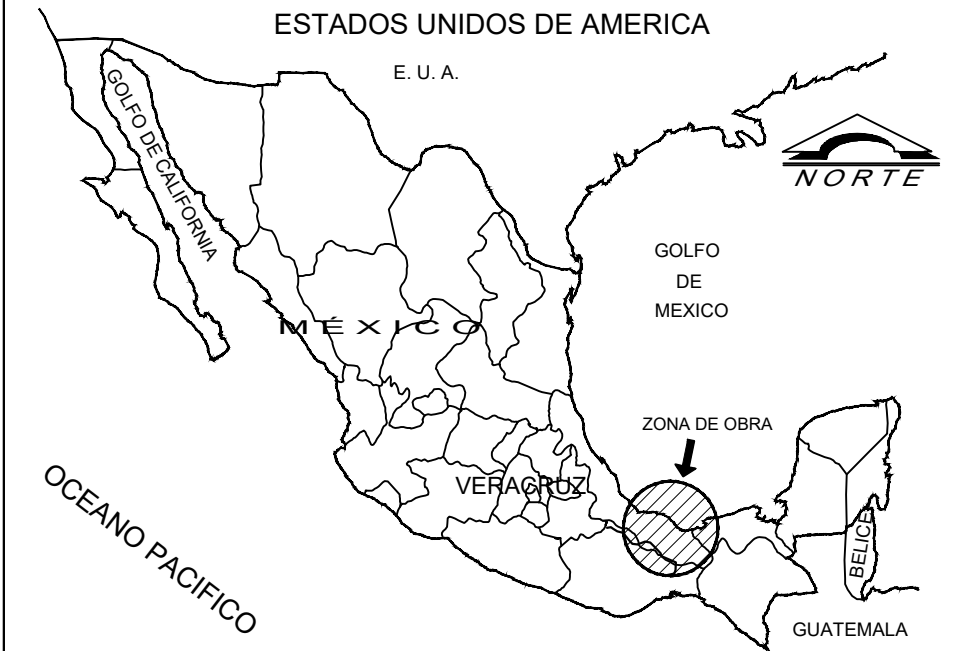 ESTADOS UNIDOS DE AMERICA
E. U. A.
GOLFO DE CALIFORNIA
NORTE
GOLFO
DE
MEXICO
MÉXICO
ZONA DE OBRA
VERACRUZ
OCEANO PACIFICO
BELICE
GUATEMALA